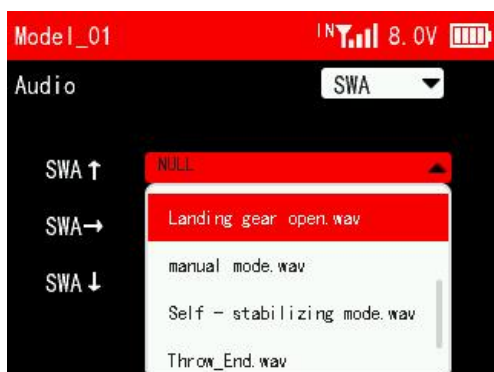 Model_01 IN 8.0V
Audio SWA
SWA↑ NULL
Landing gear open.wav
SWA→
manual mode.wav
SWA↓
Self - stabilizing mode.wav
Throw_End.wav